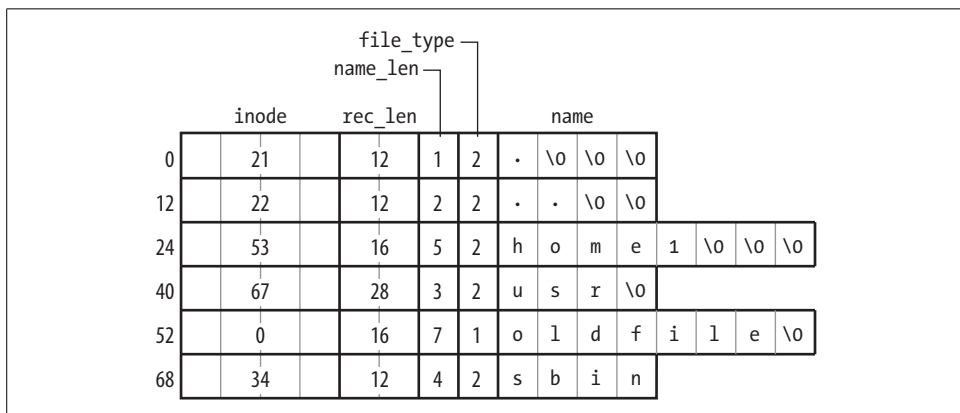 file_type
name_len
inode rec_len name
0 21 12 1 2 . \0 \0 \0
12 22 12 2 2 . . \0 \0
24 53 16 5 2 h o m e 1 \0 \0 \0
40 67 28 3 2 u s r \0
52 0 16 7 1 o l d f i l e \0
68 34 12 4 2 s b i n